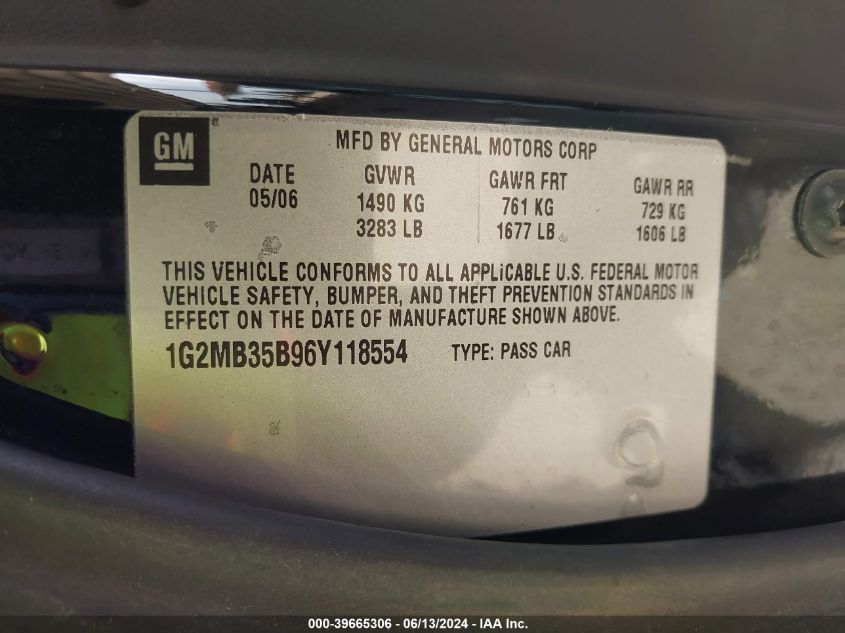 GM
MFD BY GENERAL MOTORS CORP
DATE GVWR GAWR FRT GAWR RR
05/06 1490 KG 761 KG 729 KG
3283 LB 1677 LB 1606 LB
THIS VEHICLE CONFORMS TO ALL APPLICABLE U.S. FEDERAL MOTOR
VEHICLE SAFETY, BUMPER, AND THEFT PREVENTION STANDARDS IN
EFFECT ON THE DATE OF MANUFACTURE SHOWN ABOVE.
1G2MB35B96Y118554 TYPE: PASS CAR
000-39665306 | 06/13/2024 - IAA Inc.